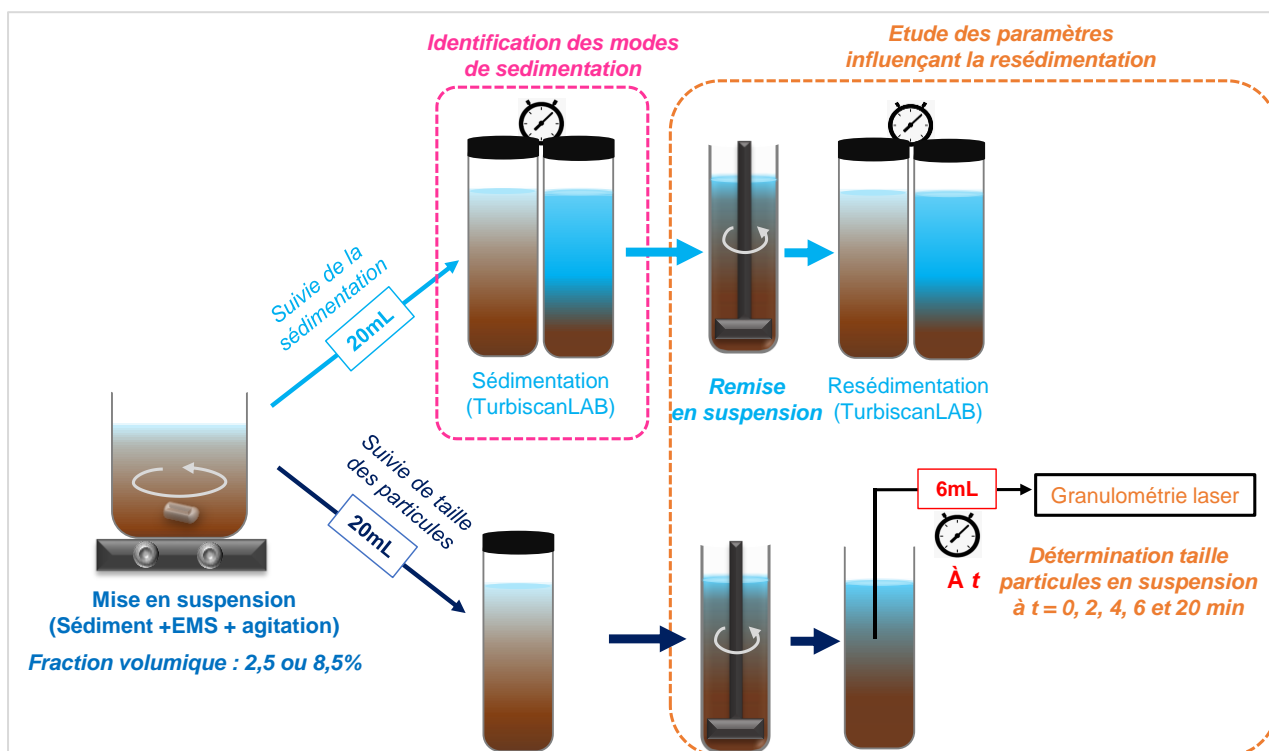 Identification des modes
de sedimentation
Etude des paramètres
influençant la resédimentation
Suivie de la
sédimentation
20mL
Sédimentation
(TurbiscanLAB)
Remise
en suspension
Resédimentation
(TurbiscanLAB)
Suivie de taille
des particules
20mL
Mise en suspension
(Sédiment +EMS + agitation)
Fraction volumique : 2,5 ou 8,5%
6mL
À t
Granulométrie laser
Détermination taille
particules en suspension
à t = 0, 2, 4, 6 et 20 min